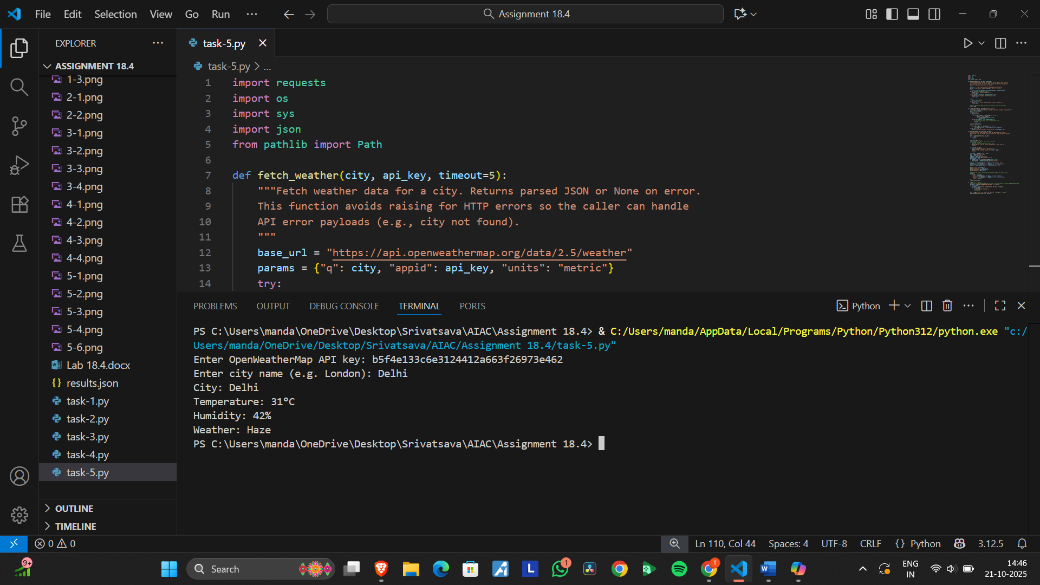 File Edit Selection View Go Run ··· Assignment 18.4
EXPLORER ···
ASSIGNMENT 18.4
1-3.png
2-1.png
2-2.png
3-1.png
3-2.png
3-3.png
3-4.png
4-1.png
4-2.png
4-3.png
4-4.png
5-1.png
5-2.png
5-3.png
5-4.png
5-6.png
Lab 18.4.docx
{} results.json
task-1.py
task-2.py
task-3.py
task-4.py
task-5.py
OUTLINE
TIMELINE
task-5.py
task-5.py > ...
1 import requests
2 import os
3 import sys
4 import json
5 from pathlib import Path
6
7 def fetch_weather(city, api_key, timeout=5):
8 """Fetch weather data for a city. Returns parsed JSON or None on error.
9 This function avoids raising for HTTP errors so the caller can handle
10 API error payloads (e.g., city not found).
11 """
12 base_url = "https://api.openweathermap.org/data/2.5/weather"
13 params = {"q": city, "appid": api_key, "units": "metric"}
14 try:
PROBLEMS OUTPUT DEBUG CONSOLE TERMINAL PORTS Python
PS C:\Users\manda\OneDrive\Desktop\Srivatsava\AIAC\Assignment 18.4> & C:/Users/manda/AppData/Local/Programs/Python/Python312/python.exe "c:/
Users/manda/OneDrive/Desktop/Srivatsava/AIAC/Assignment 18.4/task-5.py"
Enter OpenWeatherMap API key: b5f4e133c6e3124412a663f26973e462
Enter city name (e.g. London): Delhi
City: Delhi
Temperature: 31°C
Humidity: 42%
Weather: Haze
PS C:\Users\manda\OneDrive\Desktop\Srivatsava\AIAC\Assignment 18.4>
0 0 Ln 110, Col 44 Spaces: 4 UTF-8 CRLF {} Python 3.12.5
9+ Search L 1 ENG 14:46
IN 21-10-2025